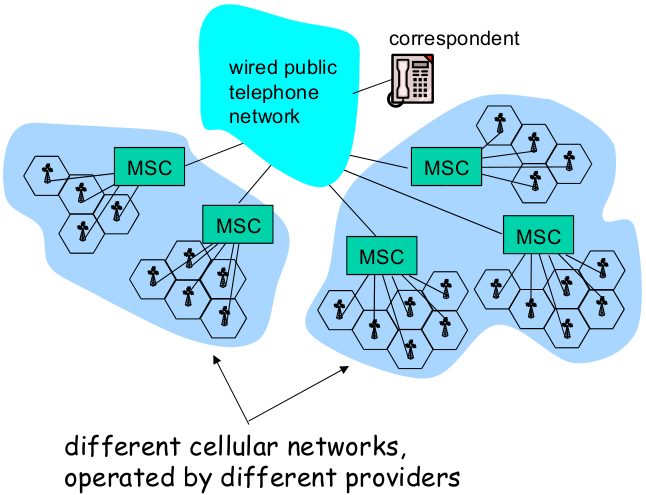 correspondent
wired public
telephone
network
MSC
MSC
MSC
MSC
MSC
different cellular networks,
operated by different providers